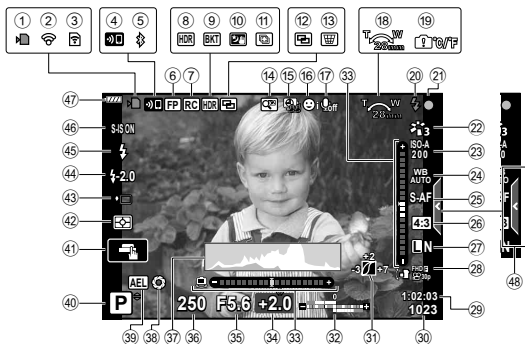 ① ② ③ ④ ⑤ ⑧ ⑨ ⑩ ⑪ ⑫ ⑬ ⑱ ⑲
HDR BKT T W 28mm °C/°F
⑥ ⑦ ⑭ ⑮ ⑯ ⑰ ㉝ ⑳ ㉑
㊼ FP RC HDR i off T W 28mm
㊻ S-IS ON 3 ㉒
㊺ ISO-A 200 ㉓
㊹ -2.0 WB AUTO ㉔
㊸ S-AF ㉕
㊷ 4:3 ㉖
㊶ L N ㉗
+2 -3 +7 FHD 30p ㉘
㊵ P AEL 250 F5.6 +2.0 0 1:02:03 ㉙
1023
㊴ ㊳ ㊲ ㊱ ㉟ ㉞ ㉝ ㉜ ㉛ ㉚ ㊽